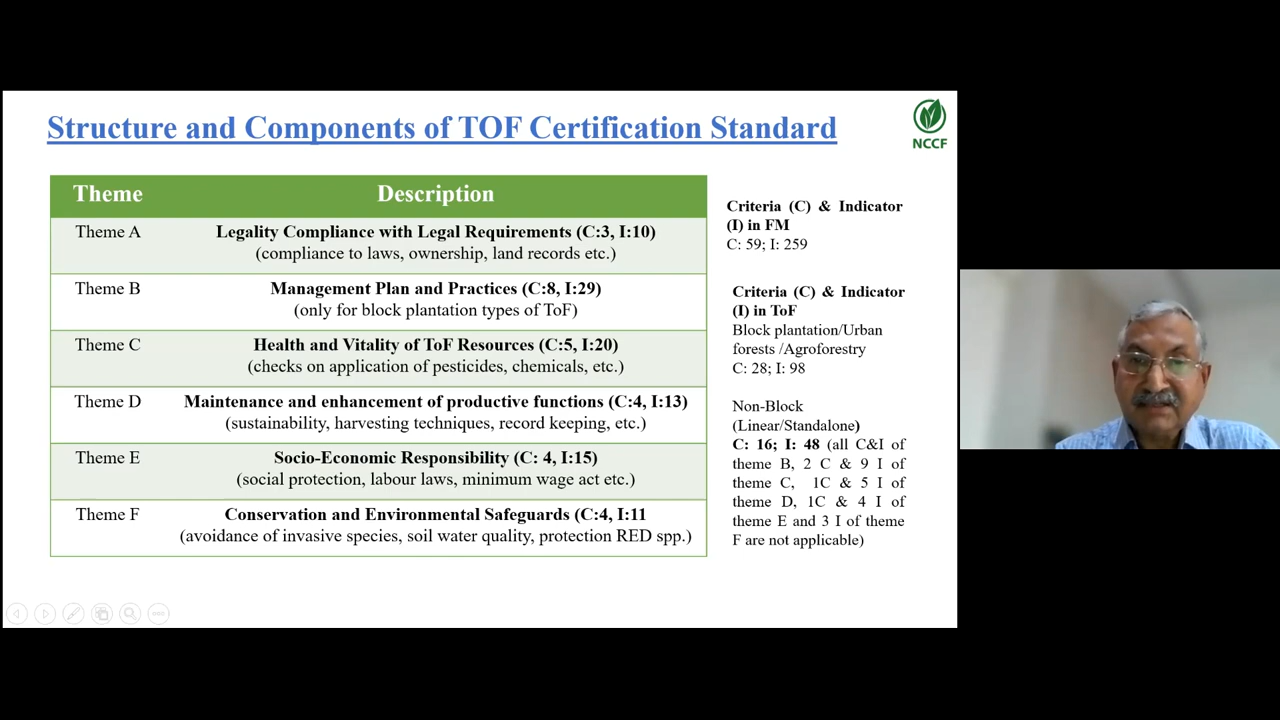 Structure and Components of TOF Certification Standard
NCCF
Theme Description
Theme A Legality Compliance with Legal Requirements (C:3, I:10)
(compliance to laws, ownership, land records etc.)
Theme B Management Plan and Practices (C:8, I:29)
(only for block plantation types of ToF)
Theme C Health and Vitality of ToF Resources (C:5, I:20)
(checks on application of pesticides, chemicals, etc.)
Theme D Maintenance and enhancement of productive functions (C:4, I:13)
(sustainability, harvesting techniques, record keeping, etc.)
Theme E Socio-Economic Responsibility (C: 4, I:15)
(social protection, labour laws, minimum wage act etc.)
Theme F Conservation and Environmental Safeguards (C:4, I:11
(avoidance of invasive species, soil water quality, protection RED spp.)
Criteria (C) & Indicator
(I) in FM
C: 59; I: 259
Criteria (C) & Indicator
(I) in ToF
Block plantation/Urban
forests /Agroforestry
C: 28; I: 98
Non-Block
(Linear/Standalone)
C: 16; I: 48 (all C&I of
theme B, 2 C & 9 I of
theme C, 1C & 5 I of
theme D, 1C & 4 I of
theme E and 3 I of theme
F are not applicable)